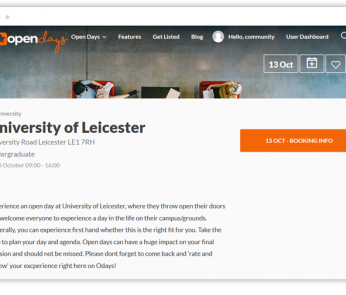 opendays Open Days Features Get Listed Blog Hello, community User Dashboard
13 Oct
niversity
niversity of Leicester
versity Road Leicester LE1 7RH
dergraduate
October 09:00 - 16:00
13 OCT - BOOKING INFO
erience an open day at University of Leicester, where they throw open their doors
welcome everyone to experience a day in the life on their campus/grounds.
erally, you can experience first hand whether this is the right fit for you. Take the
to plan your day and agenda. Open days can have a huge impact on your final
sion and should not be missed. Please dont forget to come back and 'rate and
ew' your excperience right here on Odays!